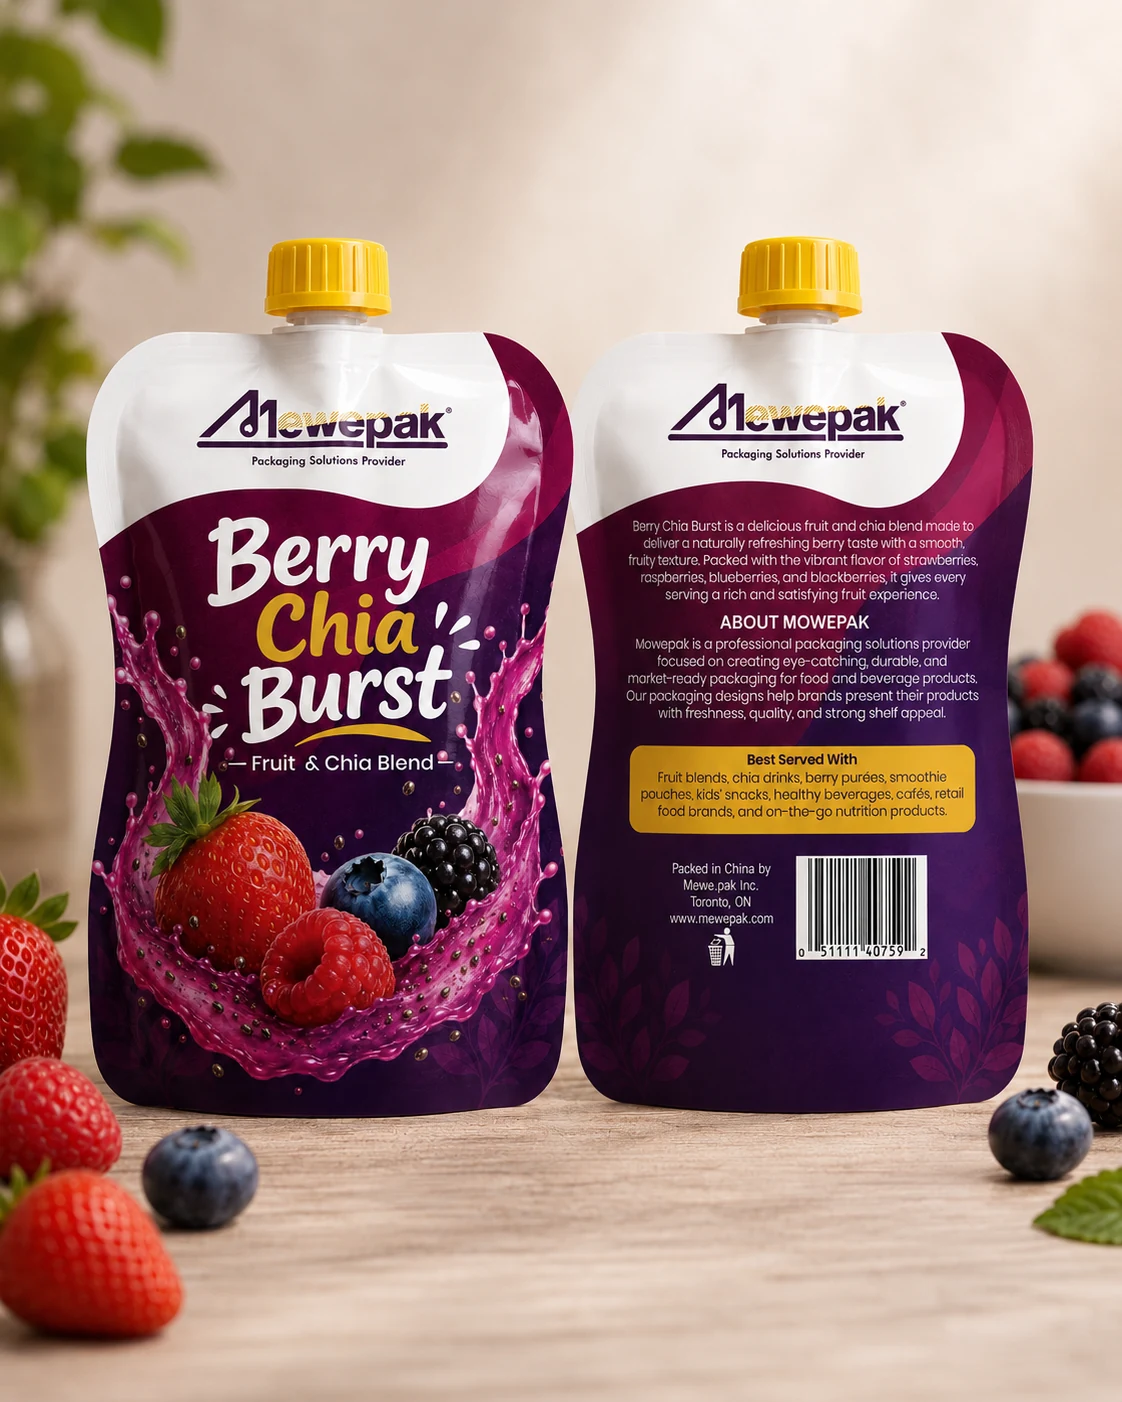 Mewepak®
Packaging Solutions Provider
Berry
Chia
Burst
Fruit & Chia Blend
Mewepak®
Packaging Solutions Provider
Berry Chia Burst is a delicious fruit and chia blend made to
deliver a naturally refreshing berry taste with a smooth,
fruity texture. Packed with the vibrant flavor of strawberries,
raspberries, blueberries, and blackberries, it gives every
serving a rich and satisfying fruit experience.
ABOUT MOWEPAK
Mowepak is a professional packaging solutions provider
focused on creating eye-catching, durable, and
market-ready packaging for food and beverage products.
Our packaging designs help brands present their products
with freshness, quality, and strong shelf appeal.
Best Served With
Fruit blends, chia drinks, berry purées, smoothie
pouches, kids' snacks, healthy beverages, cafés, retail
food brands, and on-the-go nutrition products.
Packed in China by
Mewe.pak Inc.
Toronto, ON
www.mewepak.com
0 51111 40759 2